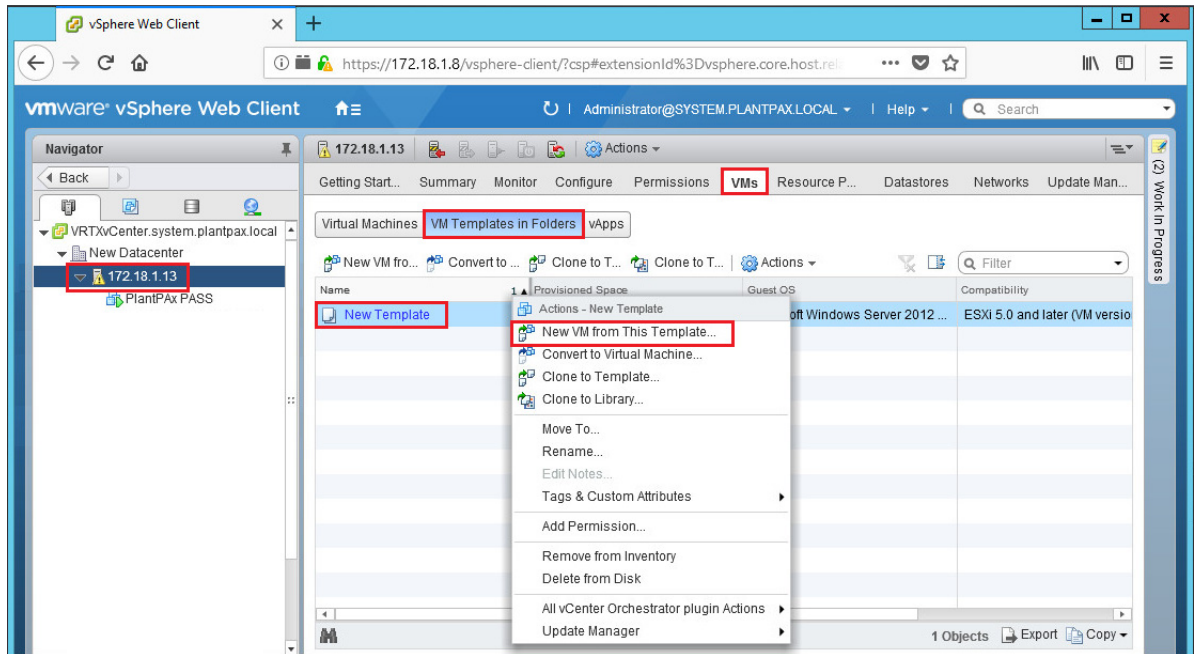 vSphere Web Client
https://172.18.1.8/vsphere-client/?csp#extensionId%3Dvsphere.core.host.rel
vmware® vSphere Web Client
Administrator@SYSTEM.PLANTPAX.LOCAL
Help
Search
Navigator
Back
VRTXvCenter.system.plantpax.local
New Datacenter
172.18.1.13
PlantPAx PASS
172.18.1.13
Actions
Getting Start... Summary Monitor Configure Permissions VMs Resource P... Datastores Networks Update Man...
Virtual Machines VM Templates in Folders vApps
New VM fro... Convert to ... Clone to T... Clone to T... Actions
Filter
Name 1 Provisioned Space Guest OS Compatibility
New Template oft Windows Server 2012 ... ESXi 5.0 and later (VM versio
Actions - New Template
New VM from This Template...
Convert to Virtual Machine...
Clone to Template...
Clone to Library...
Move To...
Rename...
Edit Notes...
Tags & Custom Attributes
Add Permission...
Remove from Inventory
Delete from Disk
All vCenter Orchestrator plugin Actions
Update Manager
1 Objects Export Copy
(2) Work In Progress